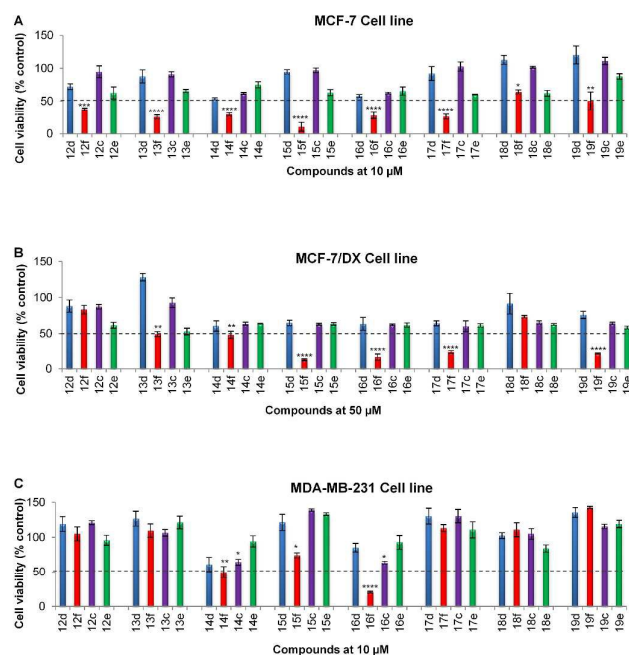 A
MCF-7 Cell line
Cell viability (% control)
150
100
50
0
*** **** **** **** **** **** * **
12d 12f 12c 12e 13d 13f 13c 13e 14d 14f 14c 14e 15d 15f 15c 15e 16d 16f 16c 16e 17d 17f 17c 17e 18d 18f 18c 18e 19d 19f 19c 19e
Compounds at 10 µM
B
MCF-7/DX Cell line
Cell viability (% control)
150
100
50
0
** ** **** **** **** ****
12d 12f 12c 12e 13d 13f 13c 13e 14d 14f 14c 14e 15d 15f 15c 15e 16d 16f 16c 16e 17d 17f 17c 17e 18d 18f 18c 18e 19d 19f 19c 19e
Compounds at 50 µM
C
MDA-MB-231 Cell line
Cell viability (% control)
150
100
50
0
** * * **** *
12d 12f 12c 12e 13d 13f 13c 13e 14d 14f 14c 14e 15d 15f 15c 15e 16d 16f 16c 16e 17d 17f 17c 17e 18d 18f 18c 18e 19d 19f 19c 19e
Compounds at 10 µM